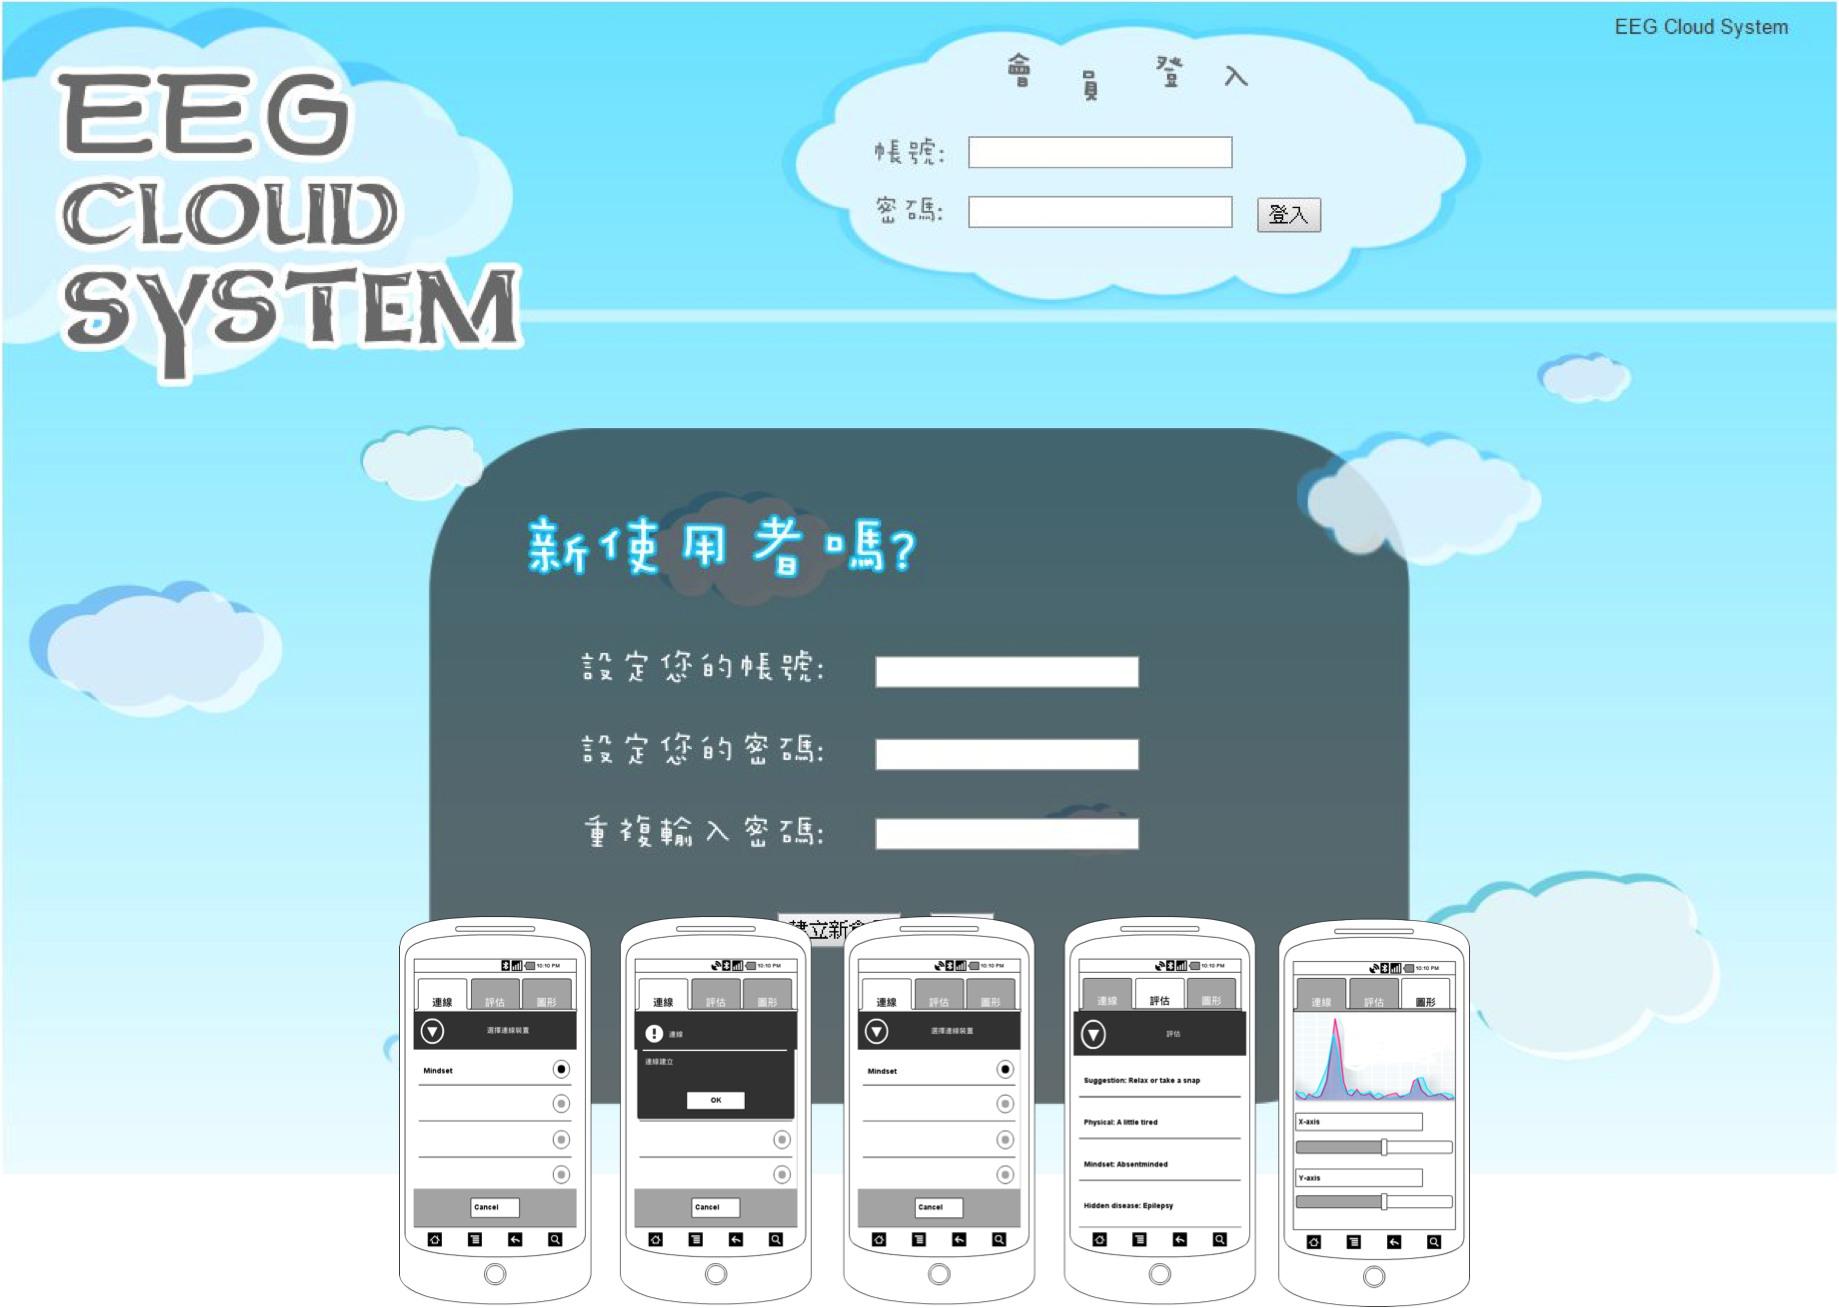 EEG Cloud System
EEG
CLOUD
SYSTEM
會員登入
帳號:
密碼:
登入
新使用者嗎?
設定您的帳號:
設定您的密碼:
重複輸入密碼:
建立新會
10:10 PM
連線 評估 圖形
選擇連線裝置
Mindset
Cancel
10:10 PM
連線 評估 圖形
連線
連線建立
OK
Cancel
10:10 PM
連線 評估 圖形
選擇連線裝置
Mindset
Cancel
10:10 PM
連線 評估 圖形
評估
Suggestion: Relax or take a snap
Physical: A little tired
Mindset: Absentminded
Hidden disease: Epilepsy
10:10 PM
連線 評估 圖形
X-axis
Y-axis